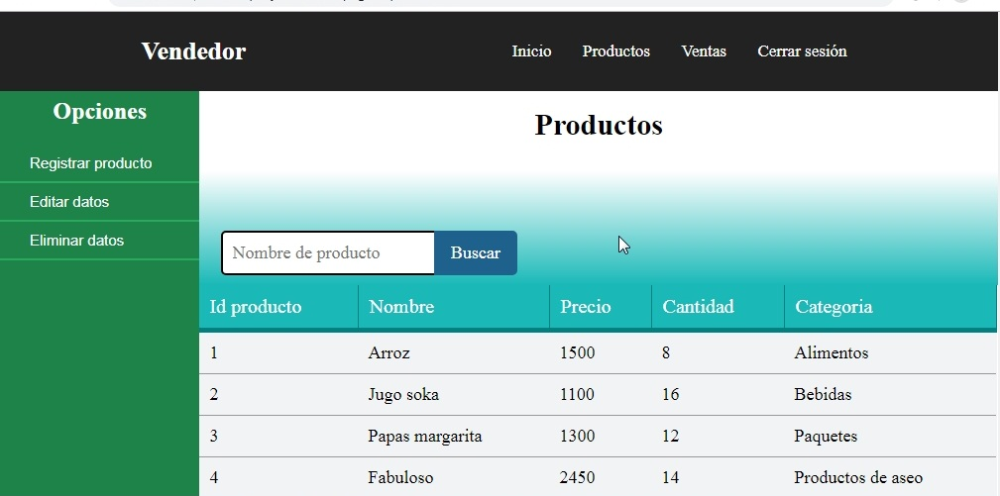 Vendedor Inicio Productos Ventas Cerrar sesión
Opciones
Registrar producto
Editar datos
Eliminar datos
Productos
Nombre de producto Buscar
Id producto Nombre Precio Cantidad Categoria
1 Arroz 1500 8 Alimentos
2 Jugo soka 1100 16 Bebidas
3 Papas margarita 1300 12 Paquetes
4 Fabuloso 2450 14 Productos de aseo